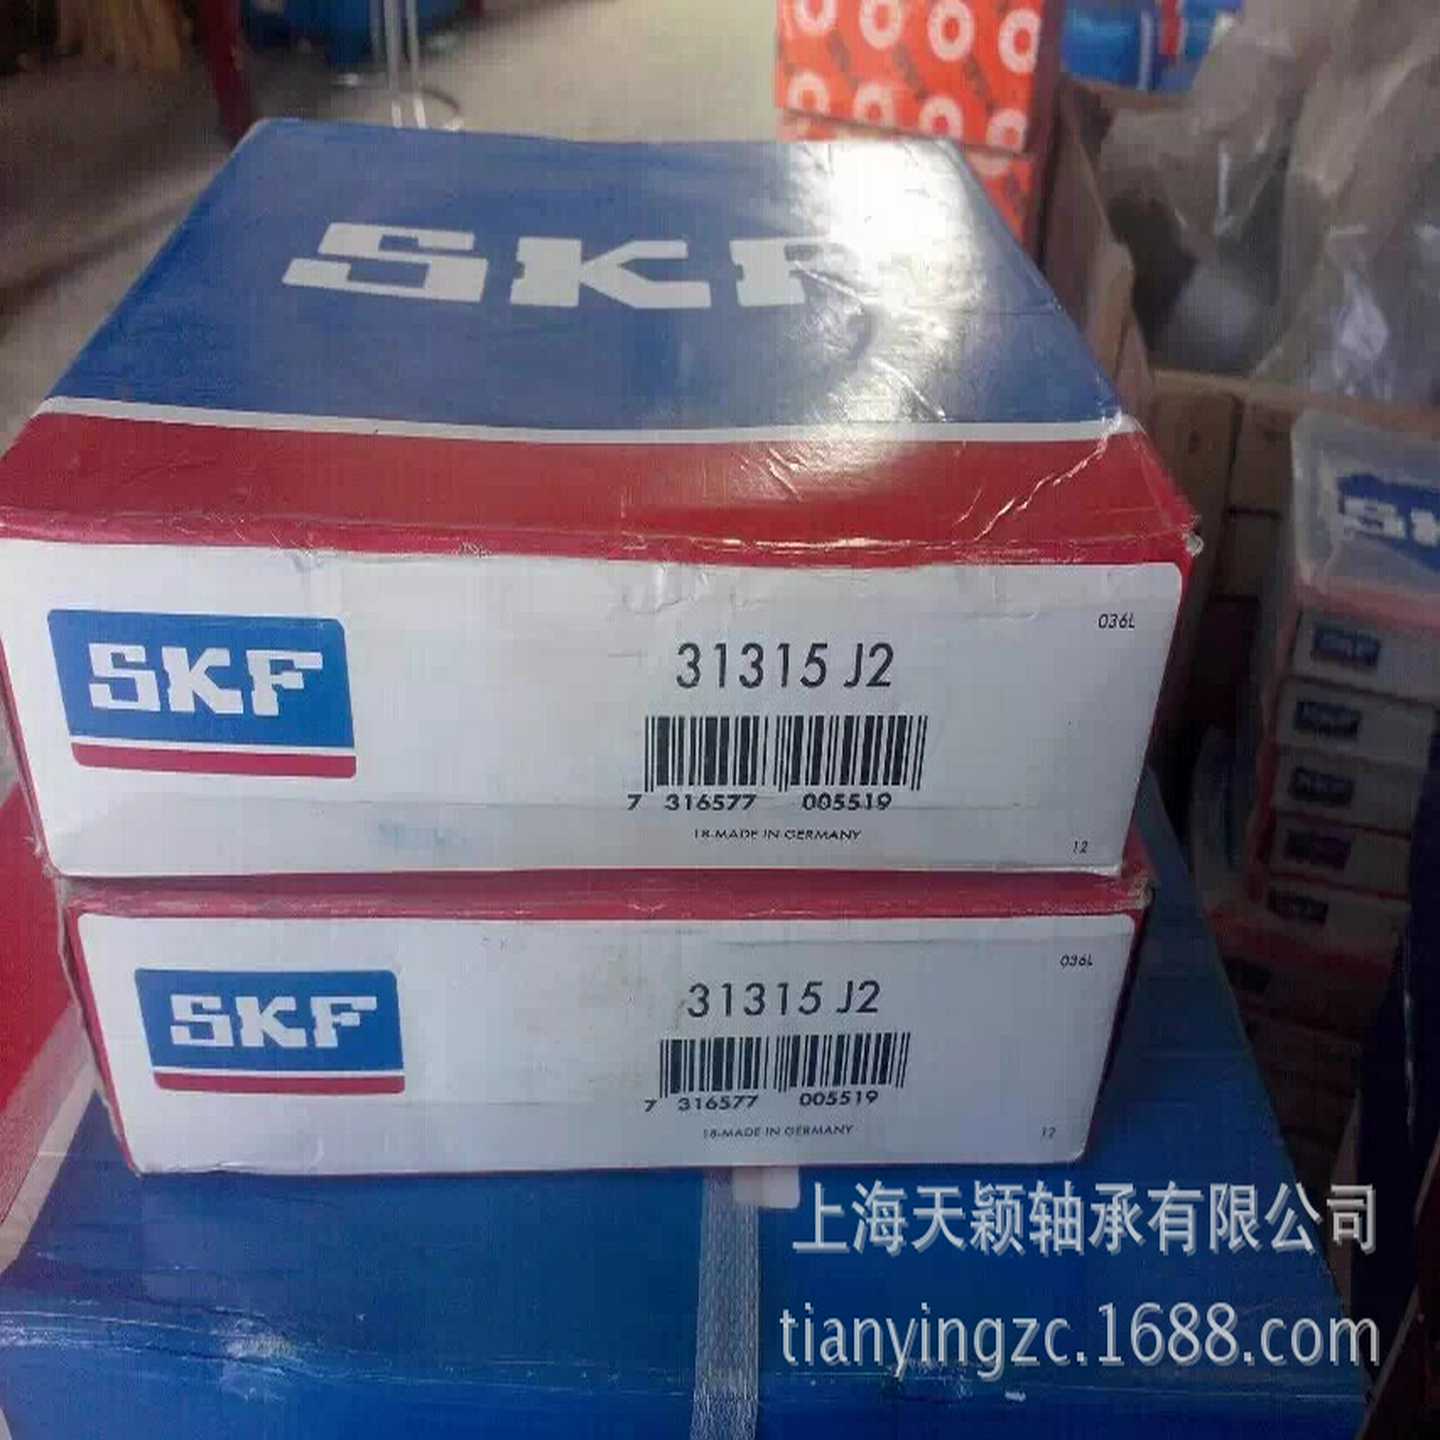 SKF
SKF
31315 J2
036L
7 316577 005519
18-MADE IN GERMANY
12
SKF
31315 J2
036L
7 316577 005519
18-MADE IN GERMANY
12
上海天颖轴承有限公司
tianyingzc.1688.com